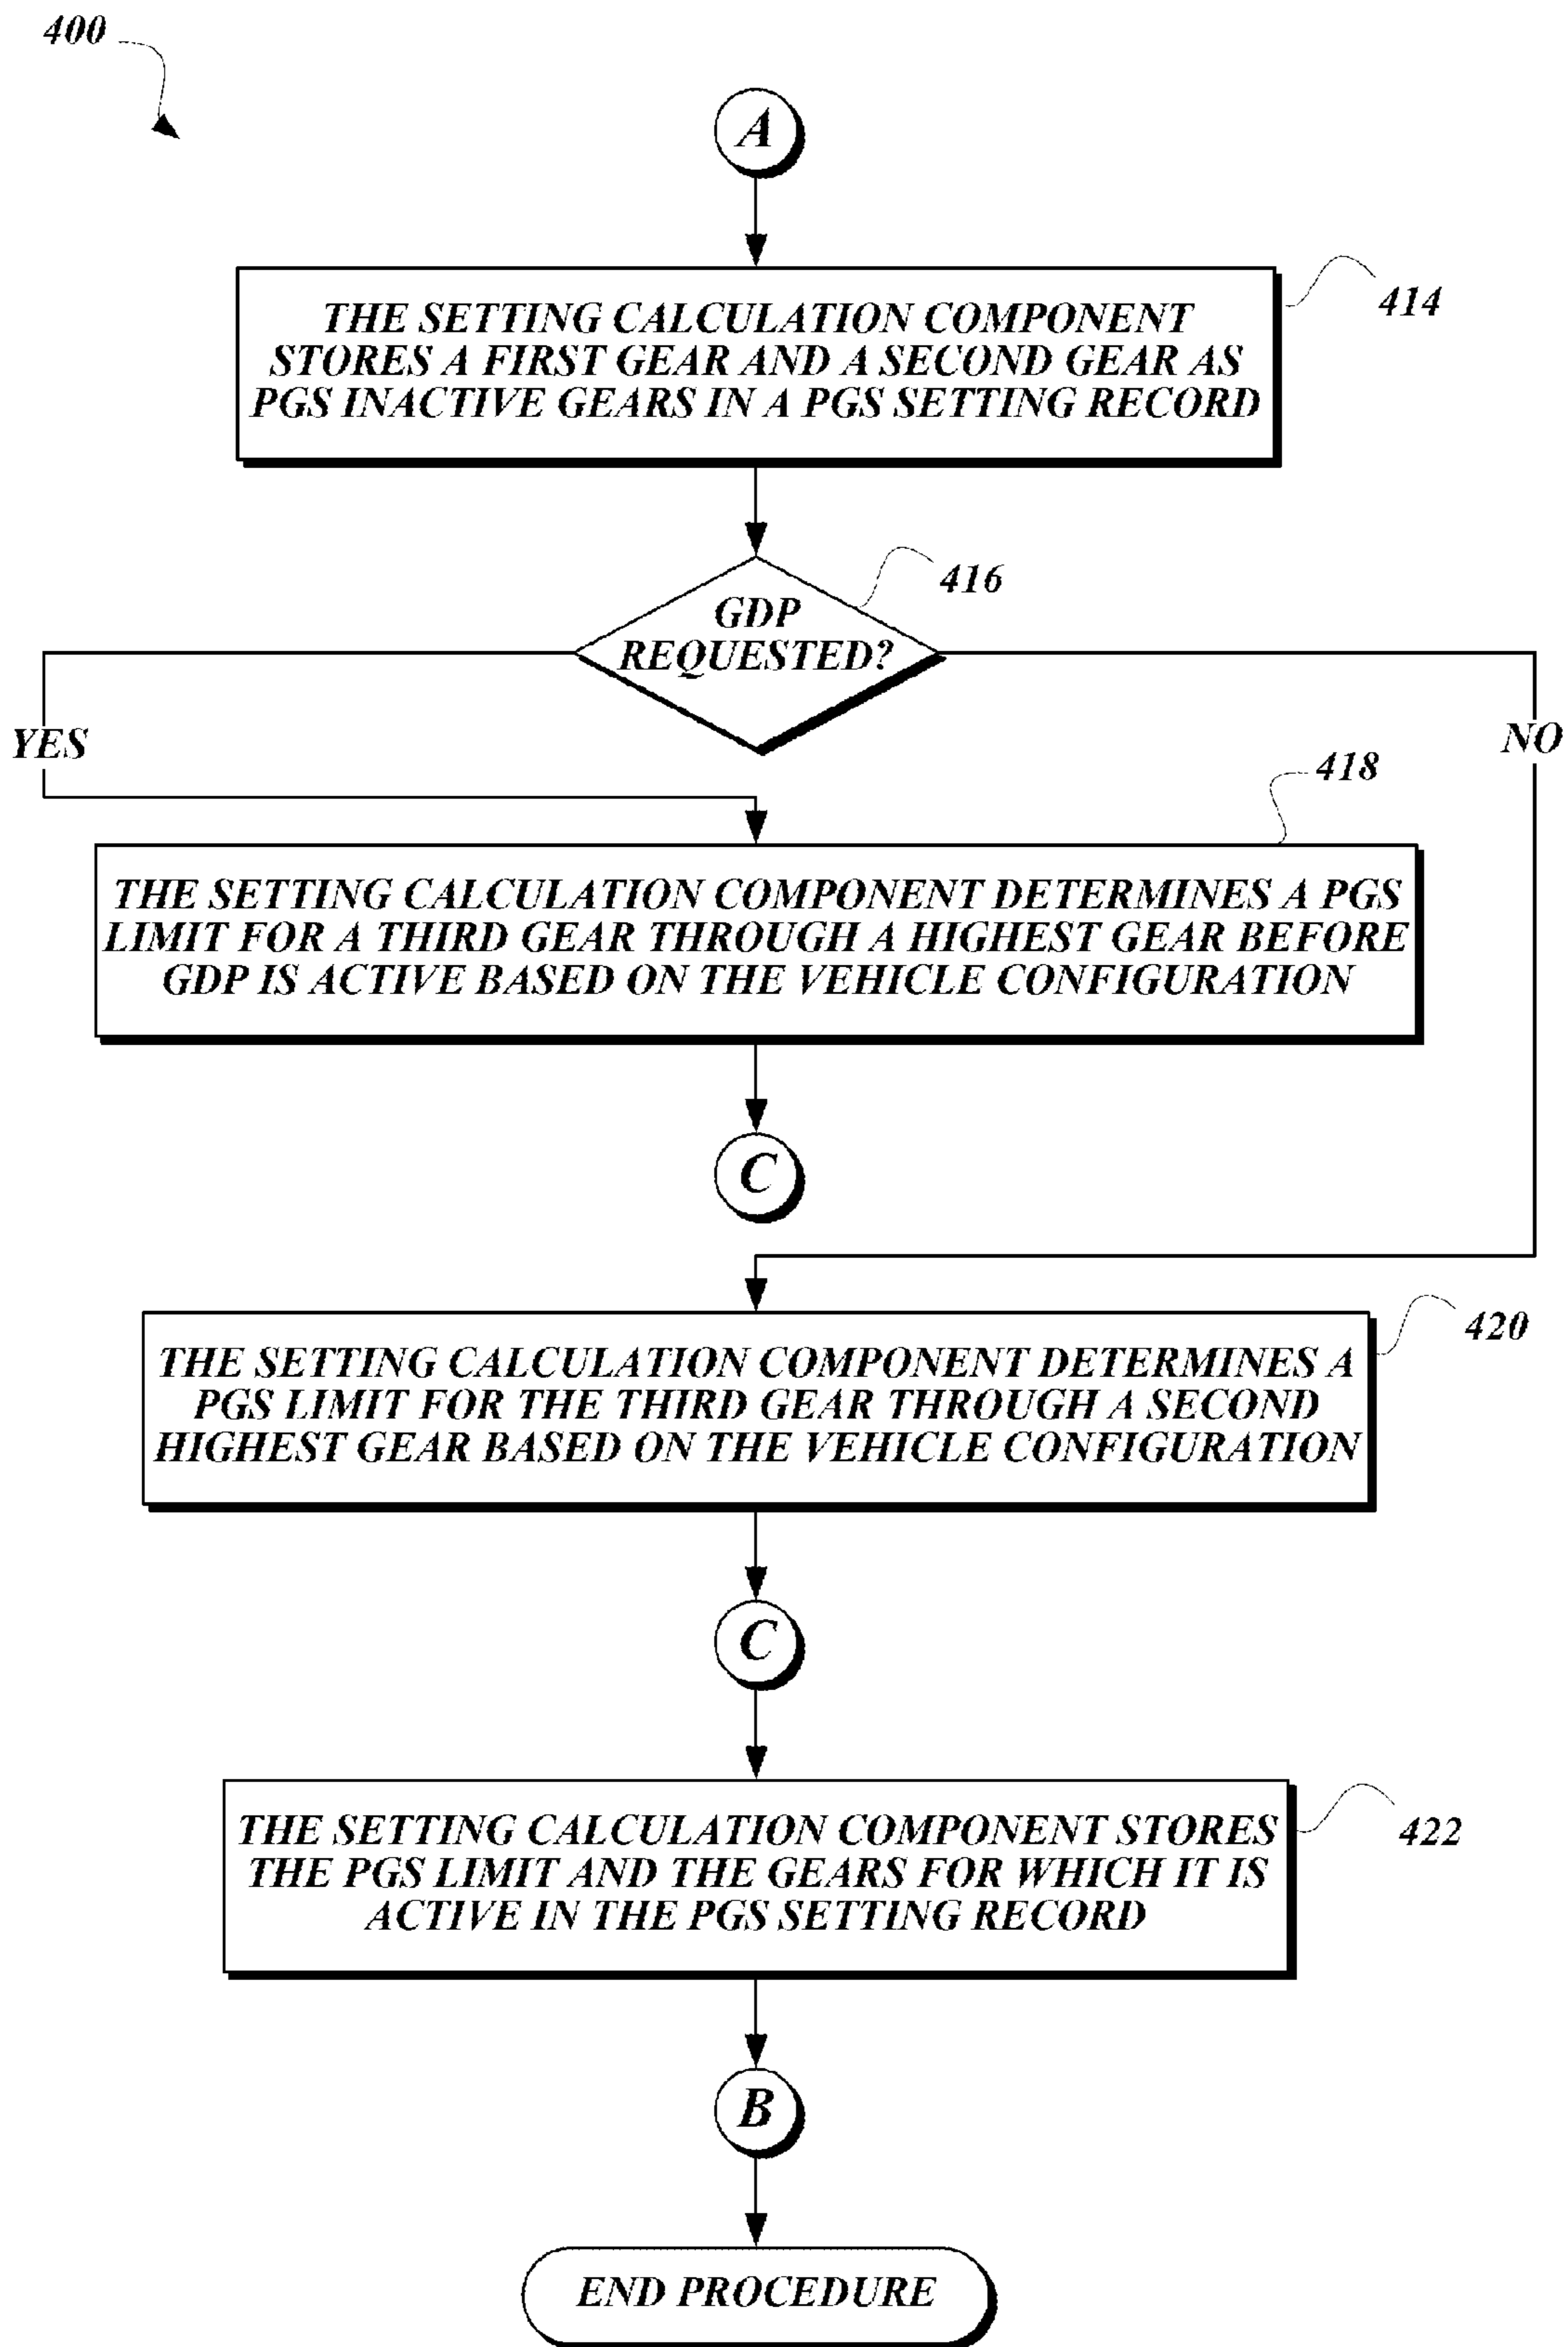 400
A
THE SETTING CALCULATION COMPONENT
STORES A FIRST GEAR AND A SECOND GEAR AS
PGS INACTIVE GEARS IN A PGS SETTING RECORD
414
GDP
REQUESTED?
416
YES
NO
418
THE SETTING CALCULATION COMPONENT DETERMINES A PGS
LIMIT FOR A THIRD GEAR THROUGH A HIGHEST GEAR BEFORE
GDP IS ACTIVE BASED ON THE VEHICLE CONFIGURATION
C
420
THE SETTING CALCULATION COMPONENT DETERMINES A
PGS LIMIT FOR THE THIRD GEAR THROUGH A SECOND
HIGHEST GEAR BASED ON THE VEHICLE CONFIGURATION
C
THE SETTING CALCULATION COMPONENT STORES
THE PGS LIMIT AND THE GEARS FOR WHICH IT IS
ACTIVE IN THE PGS SETTING RECORD
422
B
END PROCEDURE